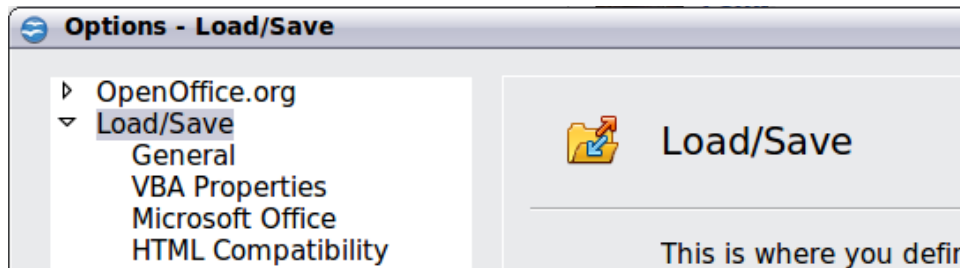 Options - Load/Save
OpenOffice.org
Load/Save
General
VBA Properties
Microsoft Office
HTML Compatibility
Load/Save
This is where you